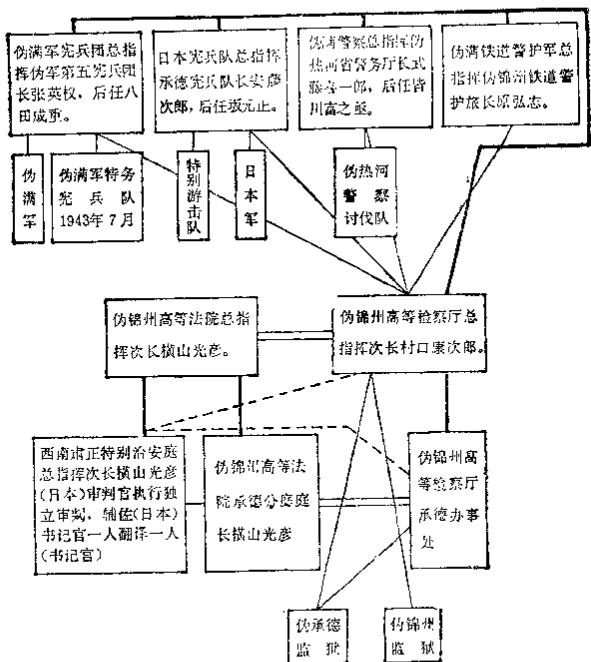 伪满军宪兵团总指
挥伪军第五宪兵团
长张英权，后任八
田成重。
日本宪兵队总指挥
承德宪兵队长安藤
次郎，后任坂元正。
伪满警察总指挥伪
热河省警务厅长式
藤 一郎，后任皆
川富之丞。
伪满铁道警护军总
指挥伪锦州铁道警
护旅长原弘志。
伪
满
军
伪满军特务
宪兵队
1943年7月
特别游击队
日
本
军
伪热河
警察
讨伐队
伪锦州高等法院总指
挥次长横山光彦。
伪锦州高等检察厅总
指挥次长村口康次郎。
西南肃正特别治安庭
总指挥次长横山光彦
(日本)审判官执行独
立审判，辅佐(日本)
书记官一人翻译一人
(书记官)
伪锦州高等法
院承德分庭庭
长横山光彦
伪锦州高
等检察厅
承德办事
处
伪承德
监狱
伪锦州
监狱